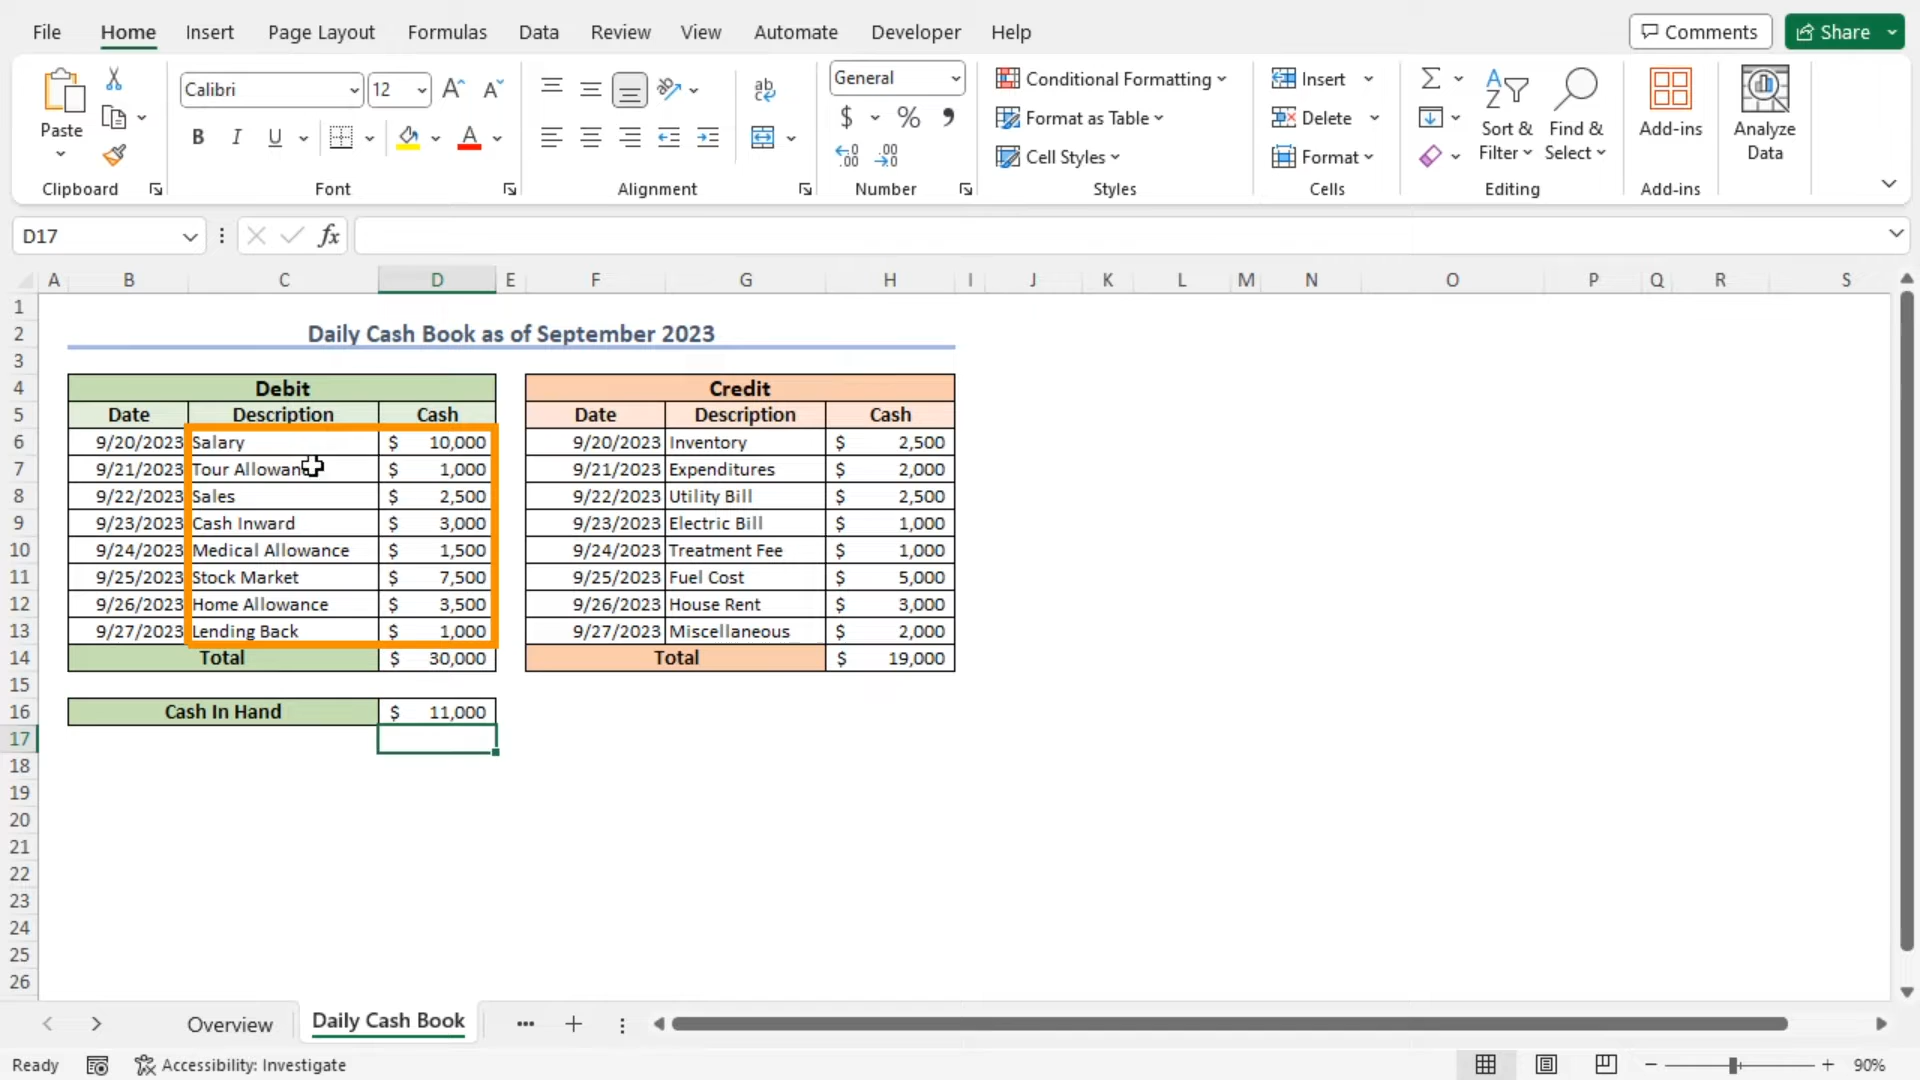 File Home Insert Page Layout Formulas Data Review View Automate Developer Help Comments Share
Paste
Clipboard
Calibri 12
B I U A
Font
Alignment
General
$ % ,
Number
Conditional Formatting
Format as Table
Cell Styles
Styles
Insert
Delete
Format
Cells
Sort & Filter
Find & Select
Editing
Add-ins
Add-ins
Analyze Data
D17 fx
A B C D E F G H I J K L M N O P Q R S
1
2 Daily Cash Book as of September 2023
3
4 Debit Credit
5 Date Description Cash Date Description Cash
6 9/20/2023 Salary $ 10,000 9/20/2023 Inventory $ 2,500
7 9/21/2023 Tour Allowan $ 1,000 9/21/2023 Expenditures $ 2,000
8 9/22/2023 Sales $ 2,500 9/22/2023 Utility Bill $ 2,500
9 9/23/2023 Cash Inward $ 3,000 9/23/2023 Electric Bill $ 1,000
10 9/24/2023 Medical Allowance $ 1,500 9/24/2023 Treatment Fee $ 1,000
11 9/25/2023 Stock Market $ 7,500 9/25/2023 Fuel Cost $ 5,000
12 9/26/2023 Home Allowance $ 3,500 9/26/2023 House Rent $ 3,000
13 9/27/2023 Lending Back $ 1,000 9/27/2023 Miscellaneous $ 2,000
14 Total $ 30,000 Total $ 19,000
15
16 Cash In Hand $ 11,000
17
18
19
20
21
22
23
24
25
26
Overview Daily Cash Book
Ready Accessibility: Investigate 90%